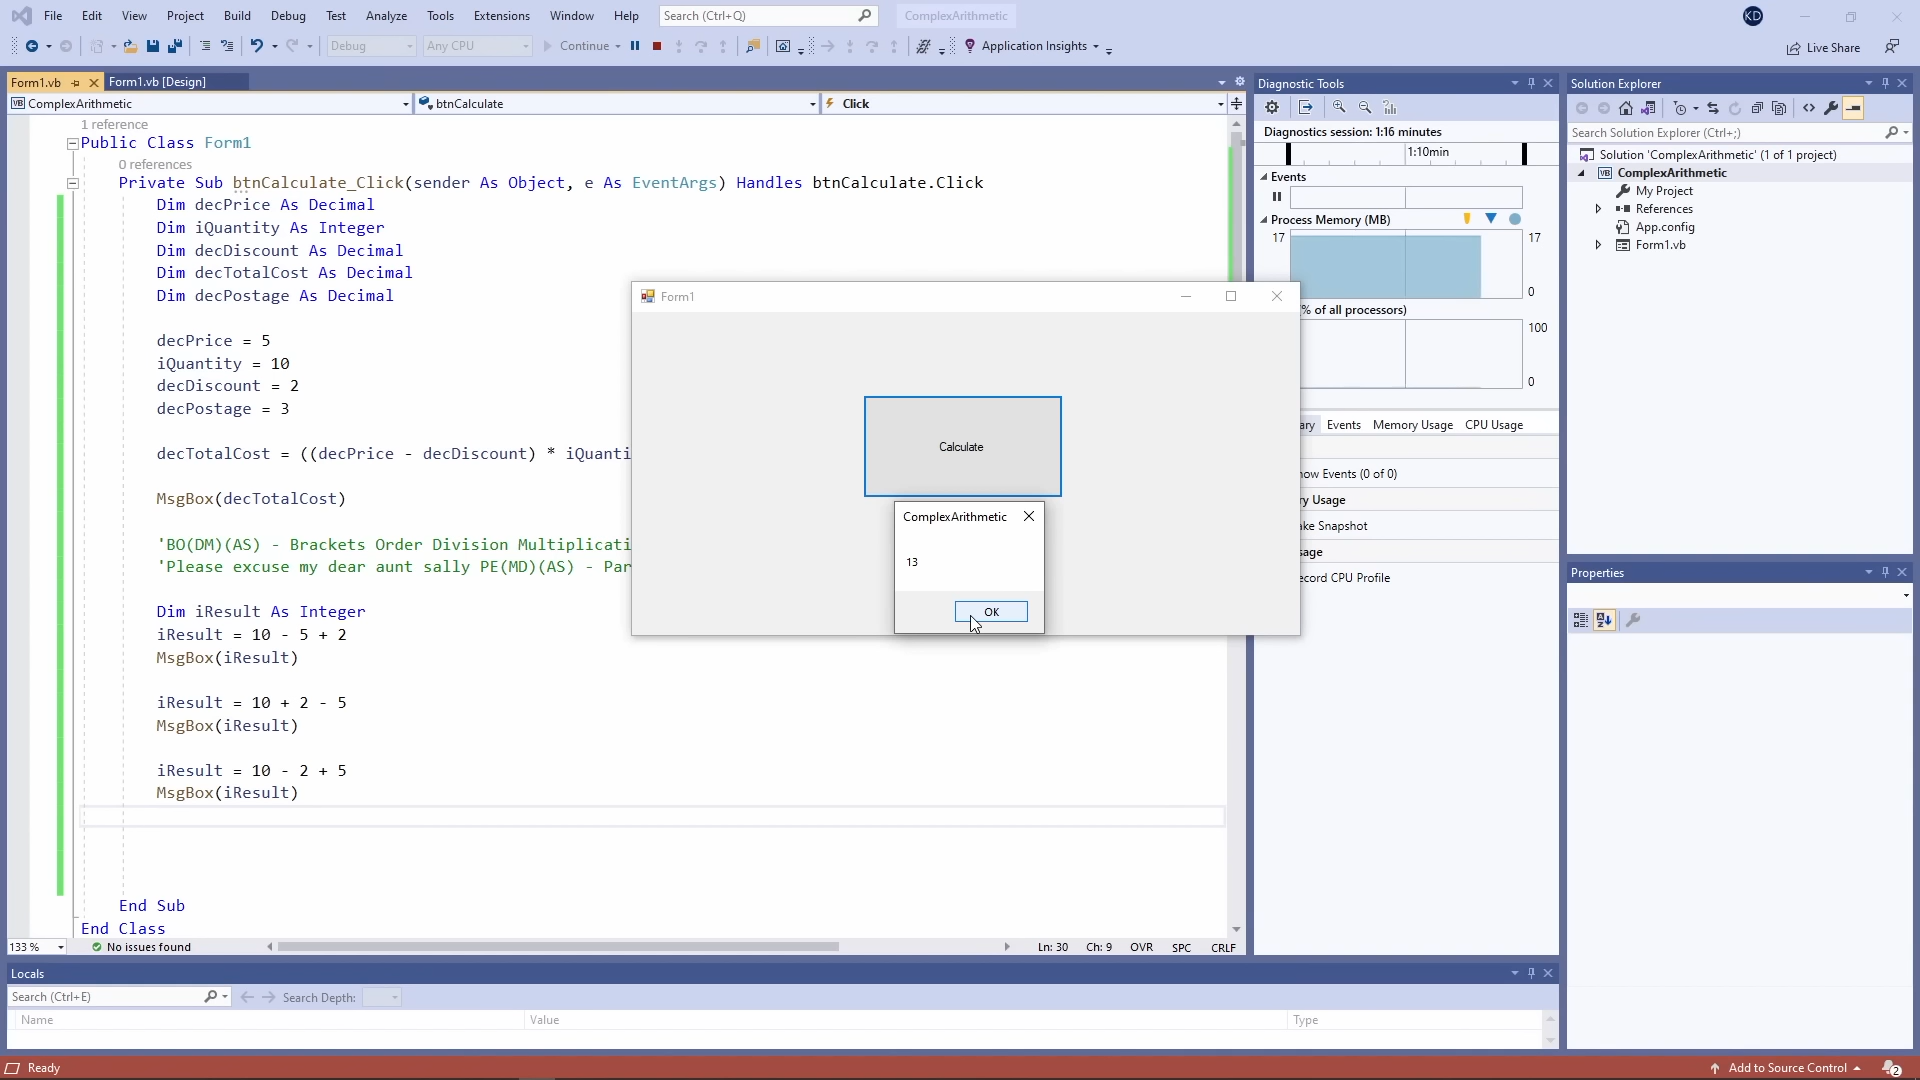 File Edit View Project Build Debug Test Analyze Tools Extensions Window Help Search (Ctrl+Q) ComplexArithmetic KD
Debug Any CPU Continue Application Insights Live Share
Form1.vb Form1.vb [Design]
VB ComplexArithmetic btnCalculate Click
1 reference
Public Class Form1
0 references
Private Sub btnCalculate_Click(sender As Object, e As EventArgs) Handles btnCalculate.Click
Dim decPrice As Decimal
Dim iQuantity As Integer
Dim decDiscount As Decimal
Dim decTotalCost As Decimal
Dim decPostage As Decimal
decPrice = 5
iQuantity = 10
decDiscount = 2
decPostage = 3
decTotalCost = ((decPrice - decDiscount) * iQuanti
MsgBox(decTotalCost)
'BO(DM)(AS) - Brackets Order Division Multiplicati
'Please excuse my dear aunt sally PE(MD)(AS) - Par
Dim iResult As Integer
iResult = 10 - 5 + 2
MsgBox(iResult)
iResult = 10 + 2 - 5
MsgBox(iResult)
iResult = 10 - 2 + 5
MsgBox(iResult)
End Sub
End Class
133 % No issues found Ln: 30 Ch: 9 OVR SPC CRLF
Form1
Calculate
ComplexArithmetic
13
OK
Diagnostic Tools
Diagnostics session: 1:16 minutes
1:10min
Events
Process Memory (MB)
17 17
0
% of all processors)
100
0
ary Events Memory Usage CPU Usage
ow Events (0 of 0)
ry Usage
ke Snapshot
sage
ecord CPU Profile
Solution Explorer
Search Solution Explorer (Ctrl+;)
Solution 'ComplexArithmetic' (1 of 1 project)
VB ComplexArithmetic
My Project
References
App.config
Form1.vb
Properties
Locals
Search (Ctrl+E) Search Depth:
Name Value Type
Ready Add to Source Control 2